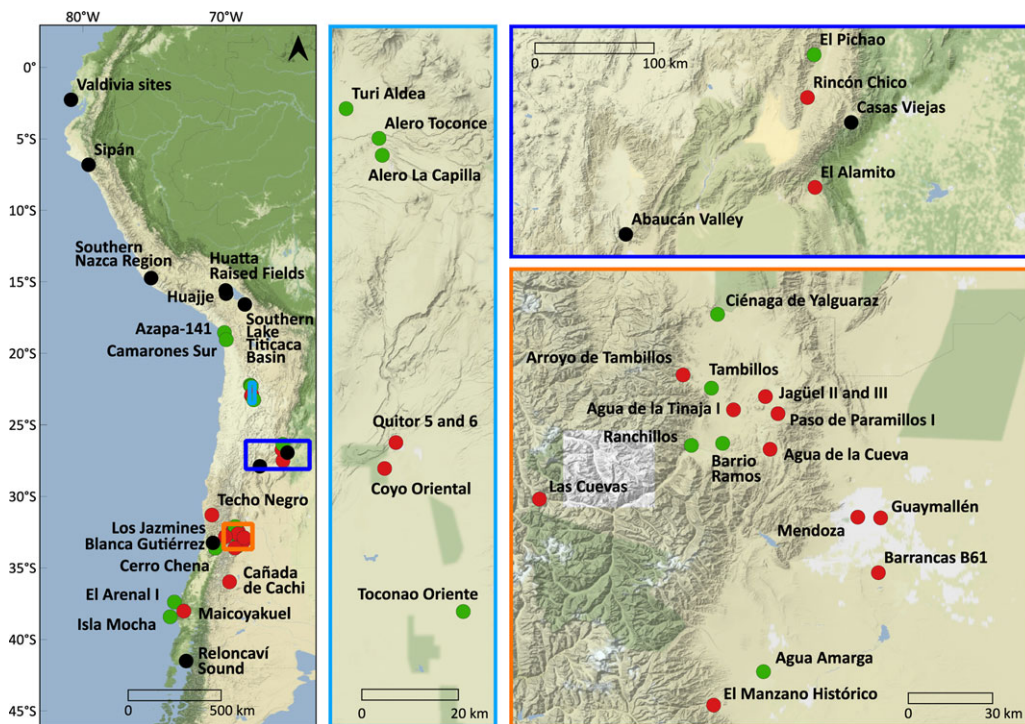 80°W
70°W
0°
5°S
10°S
15°S
20°S
25°S
30°S
35°S
40°S
45°S
Valdivia sites
Sipán
Southern
Nazca Region
Huatta
Raised Fields
Huajje
Southern
Lake
Titicaca
Basin
Azapa-141
Camarones Sur
Techo Negro
Los Jazmines
Blanca Gutiérrez
Cerro Chena
Cañada
de Cachi
El Arenal I
Maicoyakuel
Isla Mocha
Reloncaví
Sound
0
500 km
Turi Aldea
Alero Toconce
Alero La Capilla
Quitor 5 and 6
Coyo Oriental
Toconao Oriente
0
20 km
0
100 km
El Pichao
Rincón Chico
Casas Viejas
El Alamito
Abaucán Valley
Ciénaga de Yalguaraz
Arroyo de Tambillos
Tambillos
Jagüel II and III
Agua de la Tinaja I
Paso de Paramillos I
Ranchillos
Barrio
Ramos
Agua de la Cueva
Las Cuevas
Guaymallén
Mendoza
Barrancas B61
Agua Amarga
El Manzano Histórico
0
30 km